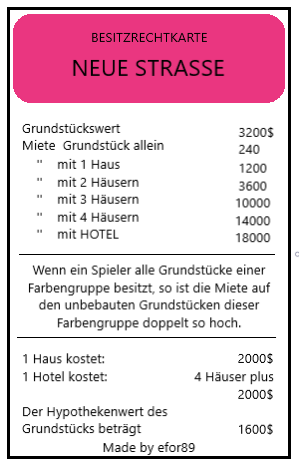 BESITZRECHTKARTE
NEUE STRASSE
Grundstückswert 3200$
Miete Grundstück allein 240
" mit 1 Haus 1200
" mit 2 Häusern 3600
" mit 3 Häusern 10000
" mit 4 Häusern 14000
" mit HOTEL 18000
Wenn ein Spieler alle Grundstücke einer
Farbengruppe besitzt, so ist die Miete auf
den unbebauten Grundstücken dieser
Farbengruppe doppelt so hoch.
1 Haus kostet: 2000$
1 Hotel kostet: 4 Häuser plus
2000$
Der Hypothekenwert des
Grundstücks beträgt 1600$
Made by efor89